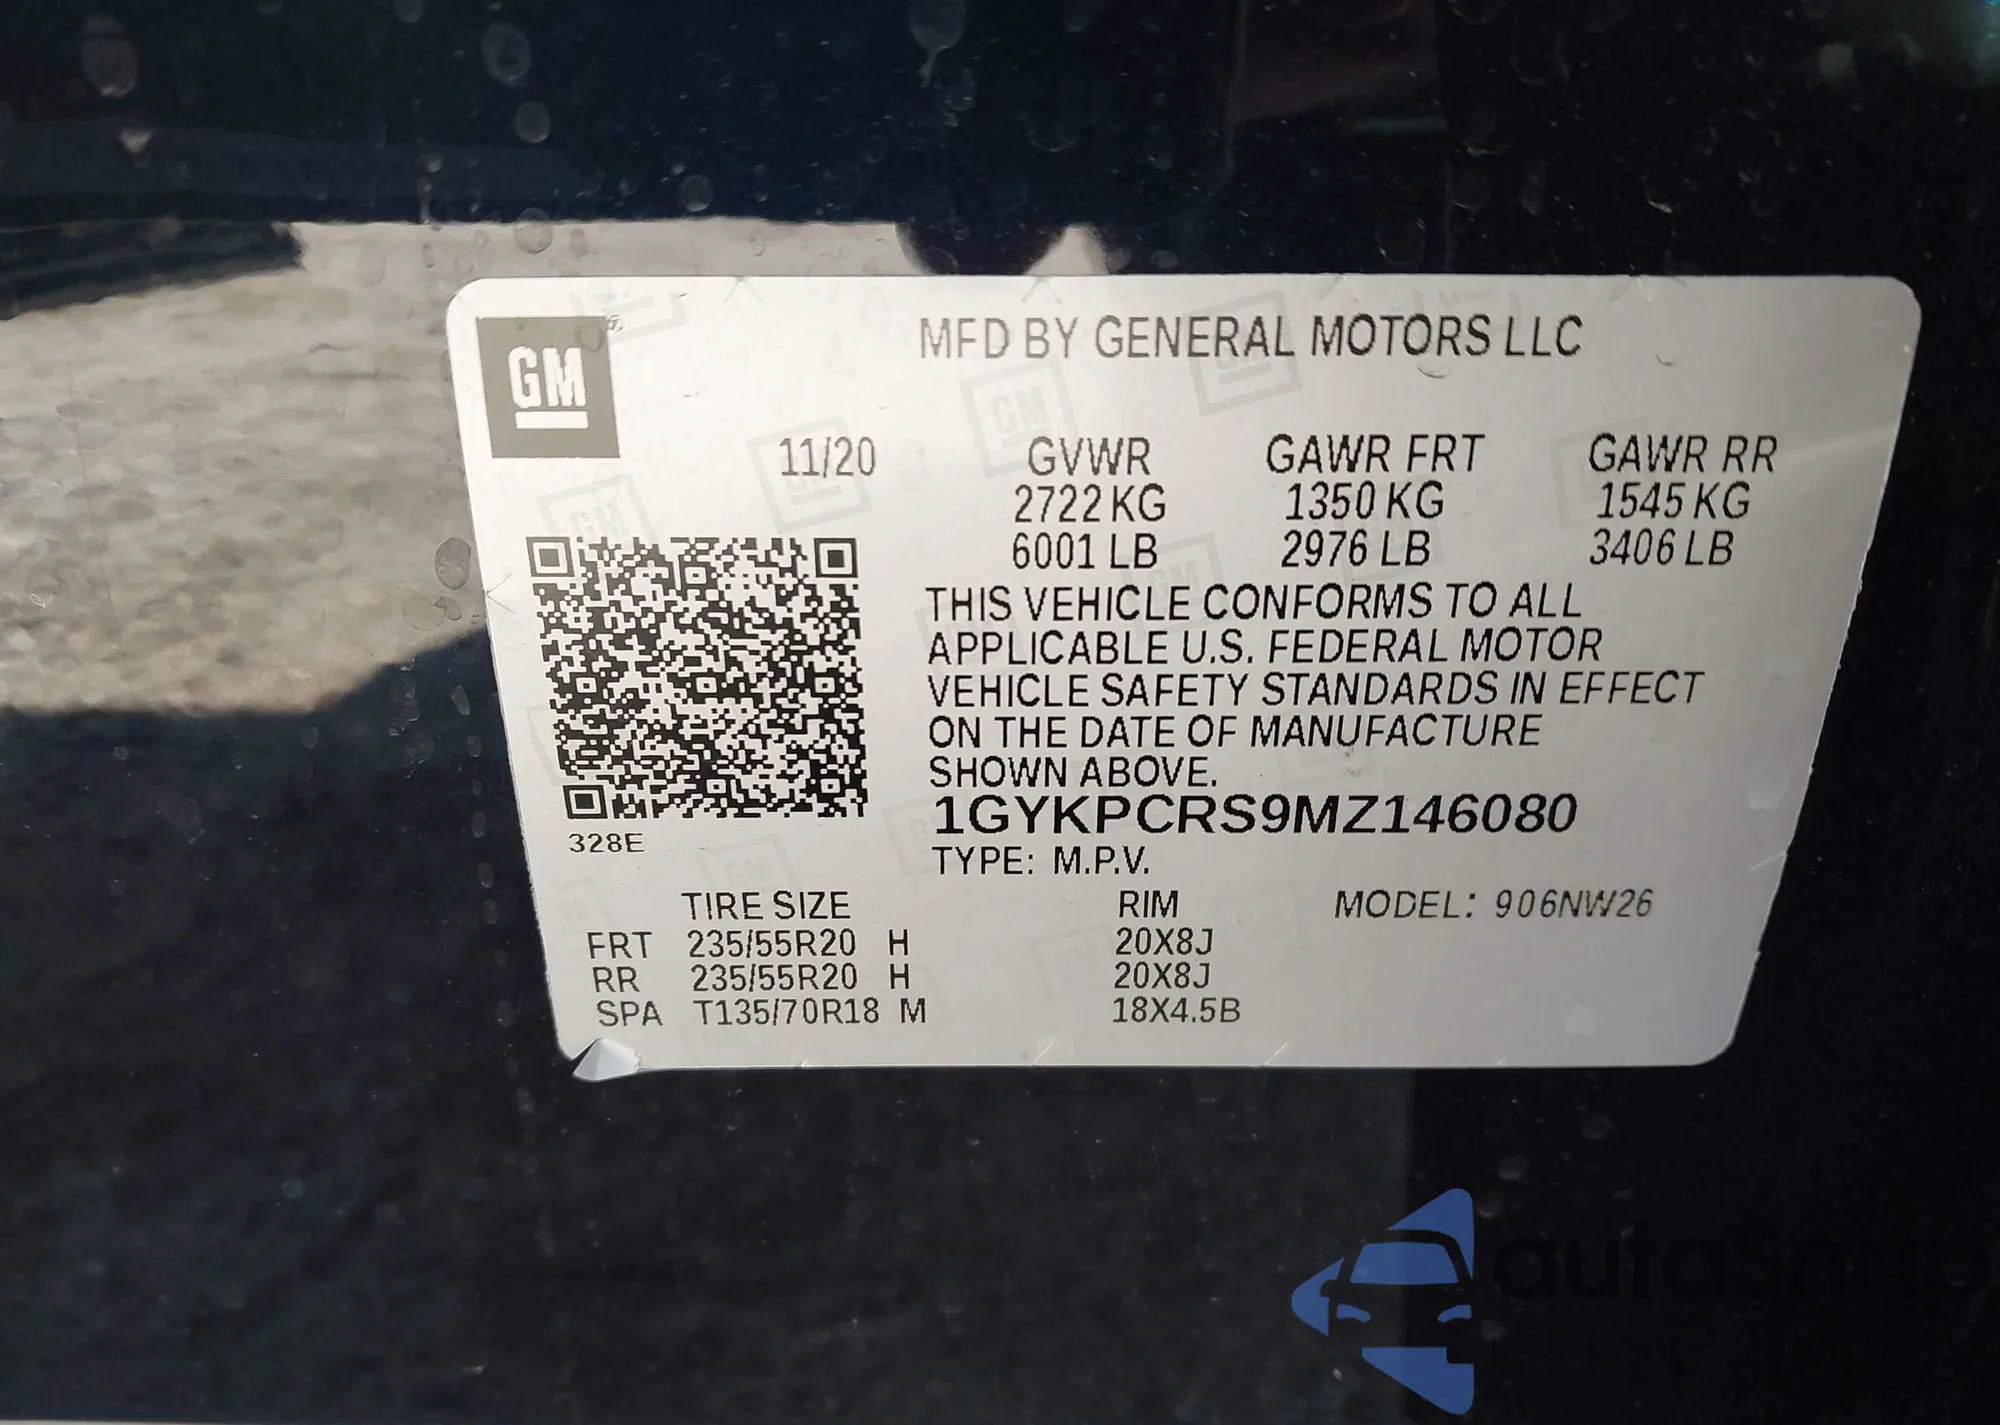 GM
MFD BY GENERAL MOTORS LLC
11/20 GVWR GAWR FRT GAWR RR
2722 KG 1350 KG 1545 KG
6001 LB 2976 LB 3406 LB
THIS VEHICLE CONFORMS TO ALL
APPLICABLE U.S. FEDERAL MOTOR
VEHICLE SAFETY STANDARDS IN EFFECT
ON THE DATE OF MANUFACTURE
SHOWN ABOVE.
1GYKPCRS9MZ146080
328E
TYPE: M.P.V.
TIRE SIZE RIM MODEL: 906NW26
FRT 235/55R20 H 20X8J
RR 235/55R20 H 20X8J
SPA T135/70R18 M 18X4.5B
autoShop